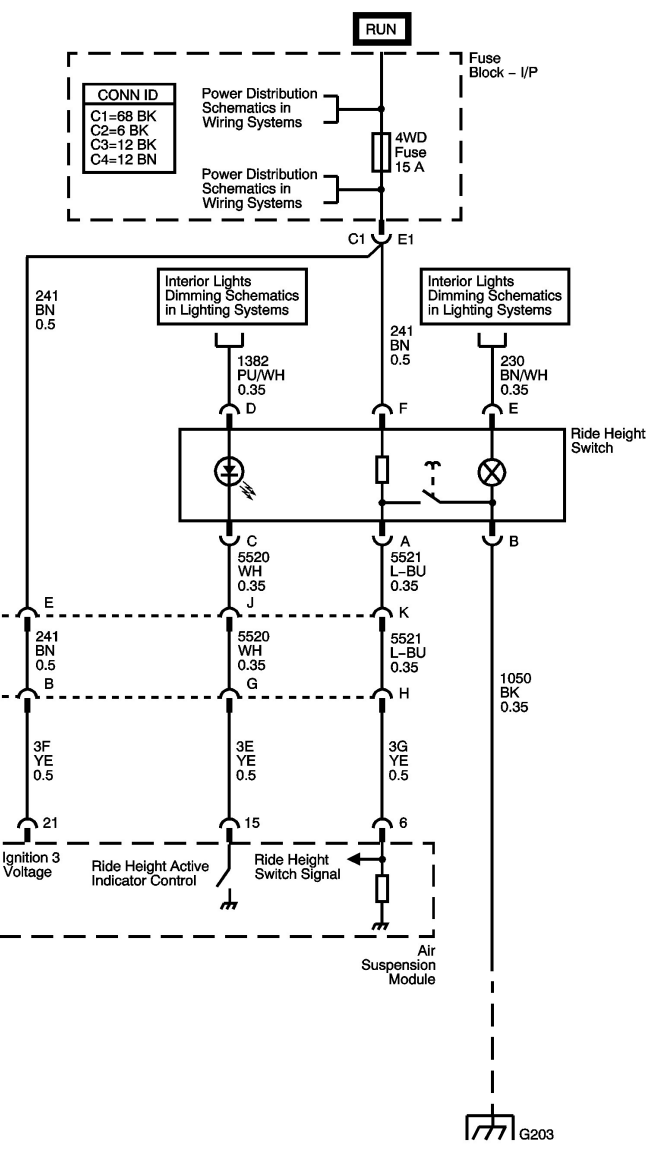 RUN
Fuse
Block – I/P
CONN ID
C1=68 BK
C2=6 BK
C3=12 BK
C4=12 BN
Power Distribution
Schematics in
Wiring Systems
4WD
Fuse
15 A
Power Distribution
Schematics in
Wiring Systems
C1 E1
241
BN
0.5
Interior Lights
Dimming Schematics
in Lighting Systems
Interior Lights
Dimming Schematics
in Lighting Systems
1382
PU/WH
0.35
241
BN
0.5
230
BN/WH
0.35
D F E
Ride Height
Switch
C A B
5520
WH
0.35
5521
L–BU
0.35
E J K
241
BN
0.5
5520
WH
0.35
5521
L–BU
0.35
B G H
1050
BK
0.35
3F
YE
0.5
3E
YE
0.5
3G
YE
0.5
21 15 6
Ignition 3
Voltage
Ride Height Active
Indicator Control
Ride Height
Switch Signal
Air
Suspension
Module
G203